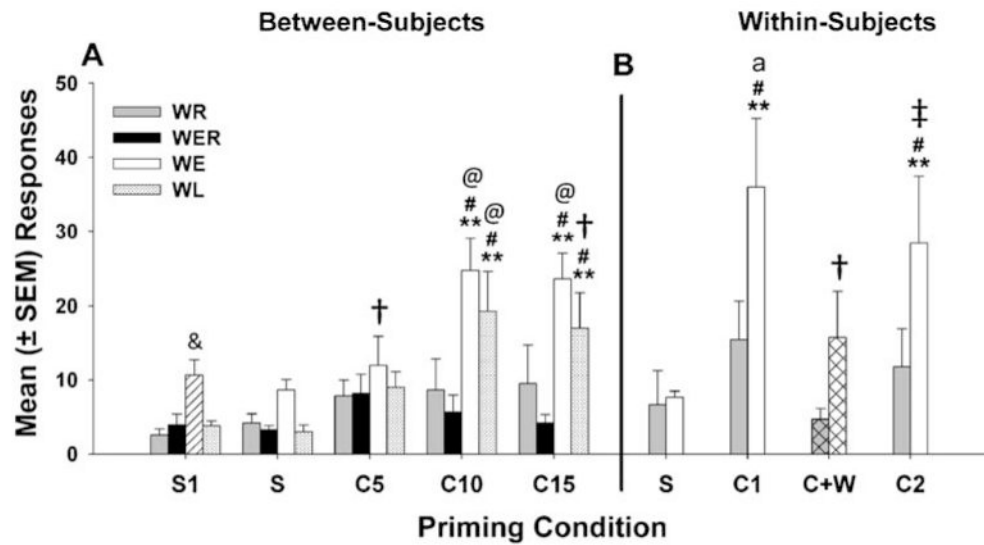 Between-Subjects
Within-Subjects
A
B
Mean (± SEM) Responses
50
40
30
20
10
0
WR
WER
WE
WL
&
†
@
#
**
@
#
**
@
#
**
†
#
**
a
#
**
†
‡
#
**
S1 S C5 C10 C15 S C1 C+W C2
Priming Condition